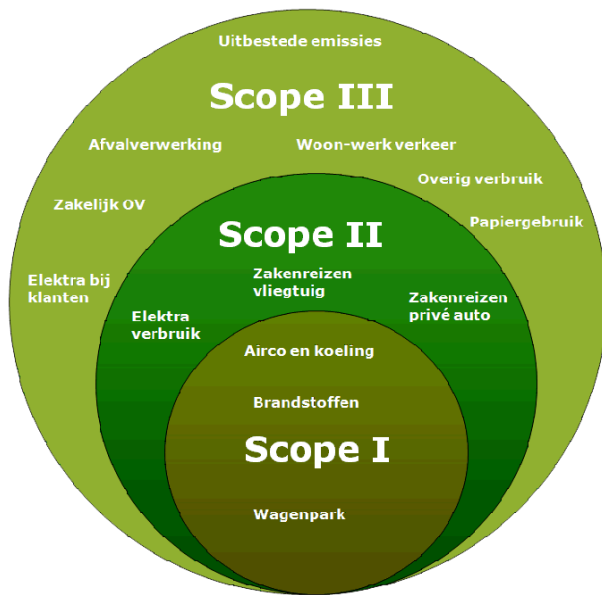 Uitbestede emissies
Scope III
Afvalverwerking
Woon-werk verkeer
Overig verbruik
Zakelijk OV
Papiergebruik
Scope II
Elektra bij
klanten
Zakenreizen
vliegtuig
Zakenreizen
privé auto
Elektra
verbruik
Airco en koeling
Brandstoffen
Scope I
Wagenpark